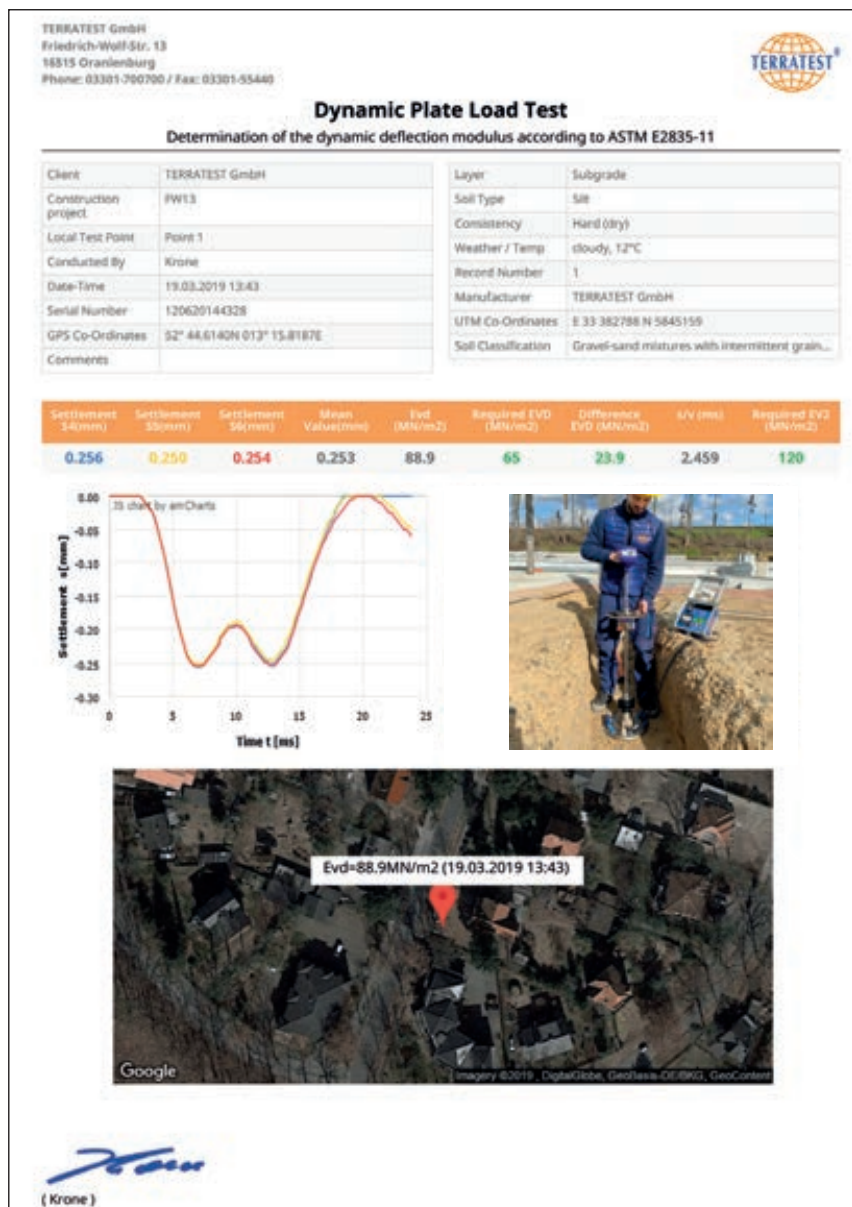 TERRATEST GmbH
Friedrich-Wolf-Str. 13
16515 Oranienburg
Phone: 03301-700700 / Fax: 03301-55440
TERRATEST®
Dynamic Plate Load Test
Determination of the dynamic deflection modulus according to ASTM E2835-11
Client TERRATEST GmbH
Construction project FW13
Local Test Point Point 1
Conducted By Krone
Date-Time 19.03.2019 13:43
Serial Number 120620144328
GPS Co-Ordinates 52° 44.6140N 013° 15.8187E
Comments
Layer Subgrade
Soil Type Silt
Consistency Hard (dry)
Weather / Temp cloudy, 12°C
Record Number 1
Manufacturer TERRATEST GmbH
UTM Co-Ordinates E 33 382788 N 5845159
Soil Classification Gravel-sand mixtures with intermittent grain...
Settlement S4(mm) Settlement S5(mm) Settlement S6(mm) Mean Value(mm) Evd (MN/m2) Required EVD (MN/m2) Difference EVD (MN/m2) s/v (ms) Required EV2 (MN/m2)
0.256 0.250 0.254 0.253 88.9 65 23.9 2.459 120
JS chart by amCharts
Settlement s[mm]
0.00
-0.05
-0.10
-0.15
-0.20
-0.25
-0.30
0 5 10 15 20 25
Time t [ms]
Evd=88.9MN/m2 (19.03.2019 13:43)
Google
Imagery ©2019 , DigitalGlobe, GeoBasis-DE/BKG, GeoContent
( Krone )